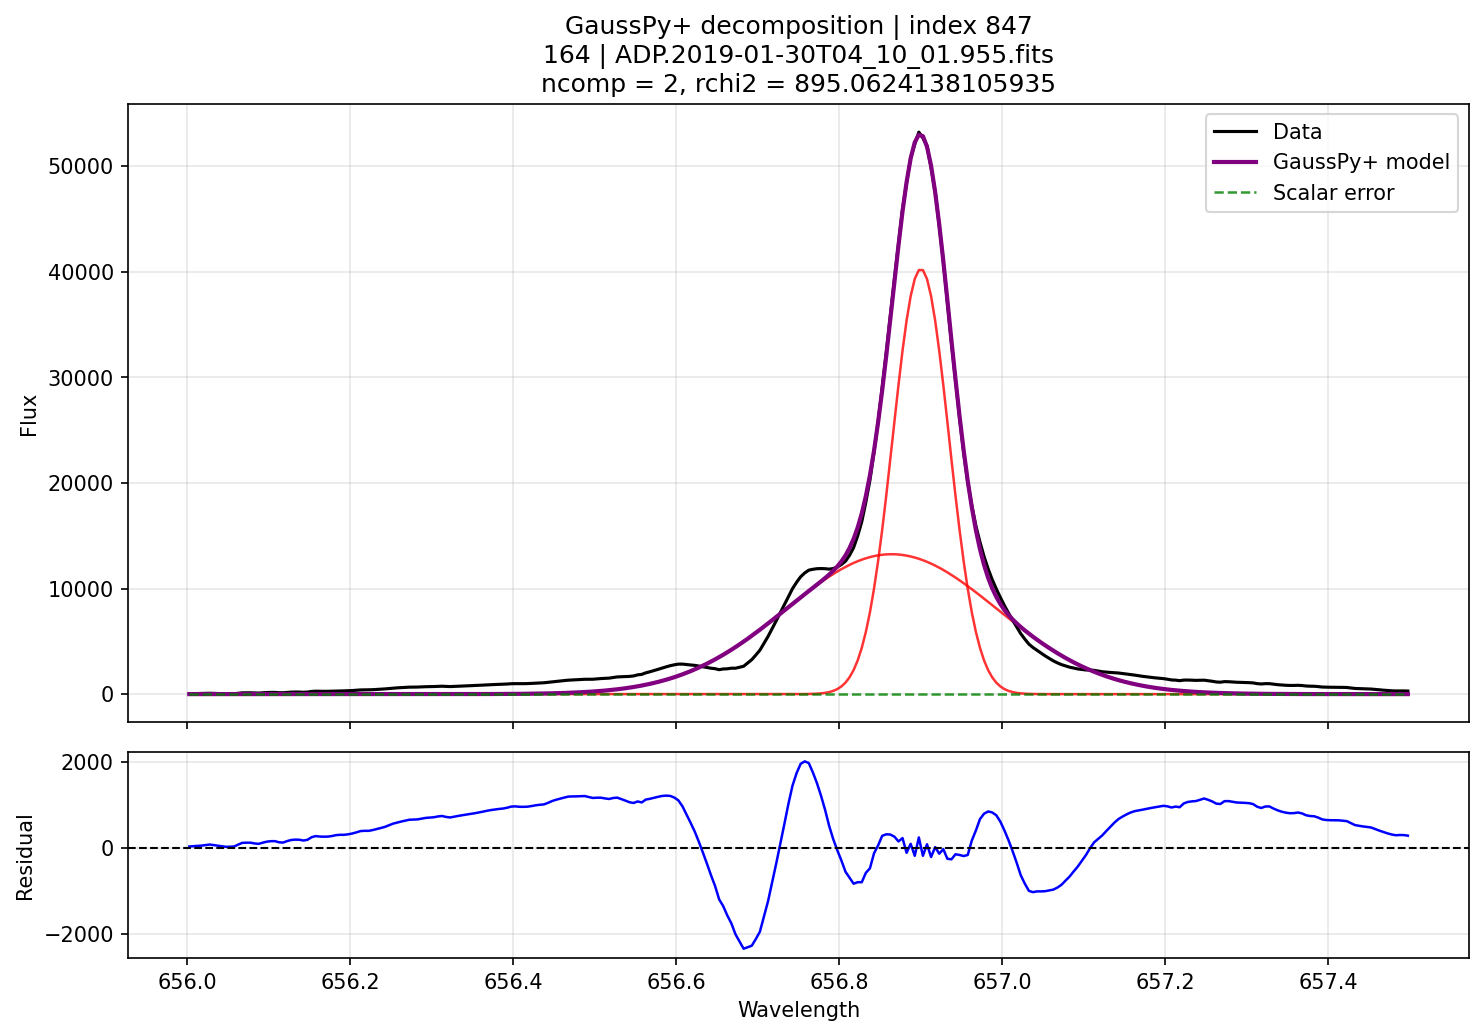 GaussPy+ decomposition | index 847
164 | ADP.2019-01-30T04_10_01.955.fits
ncomp = 2, rchi2 = 895.0624138105935
Data
GaussPy+ model
Scalar error
Flux
50000
40000
30000
20000
10000
0
Residual
2000
0
−2000
656.0 656.2 656.4 656.6 656.8 657.0 657.2 657.4
Wavelength